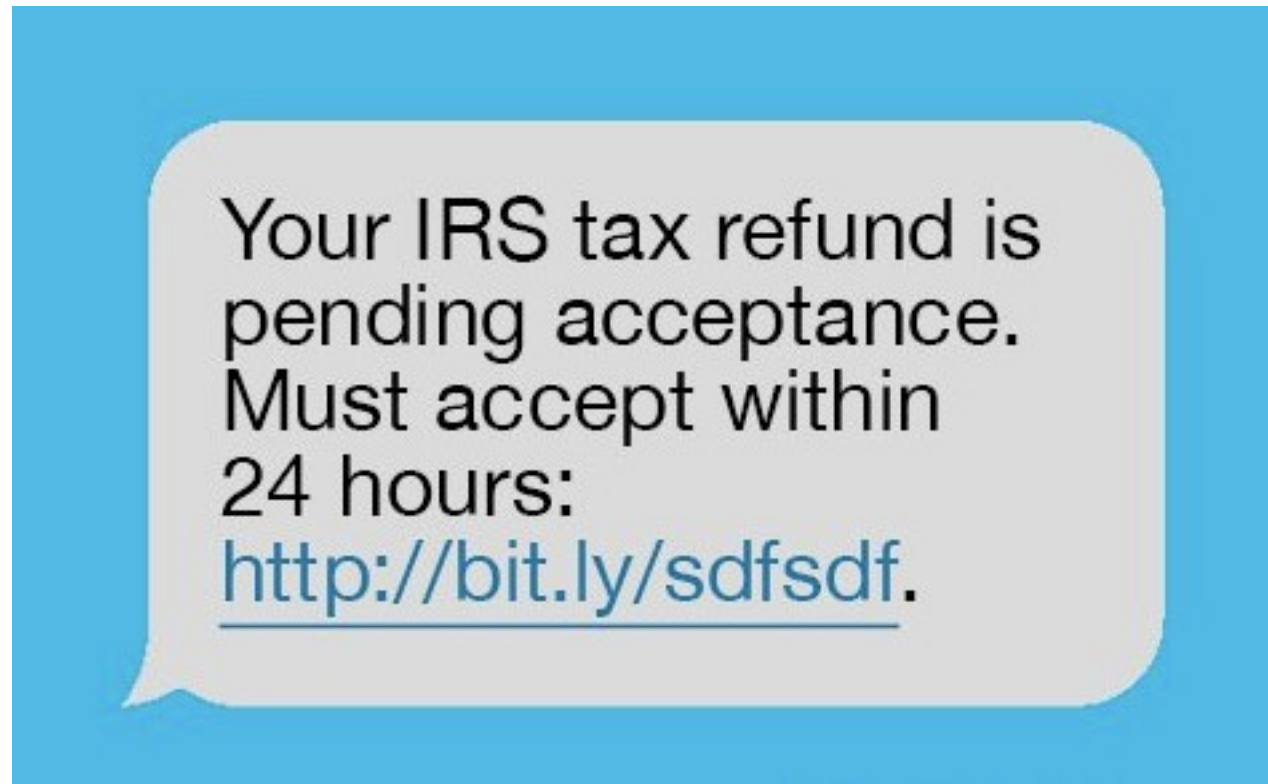 Your IRS tax refund is
pending acceptance.
Must accept within
24 hours:
http://bit.ly/sdfsdf.